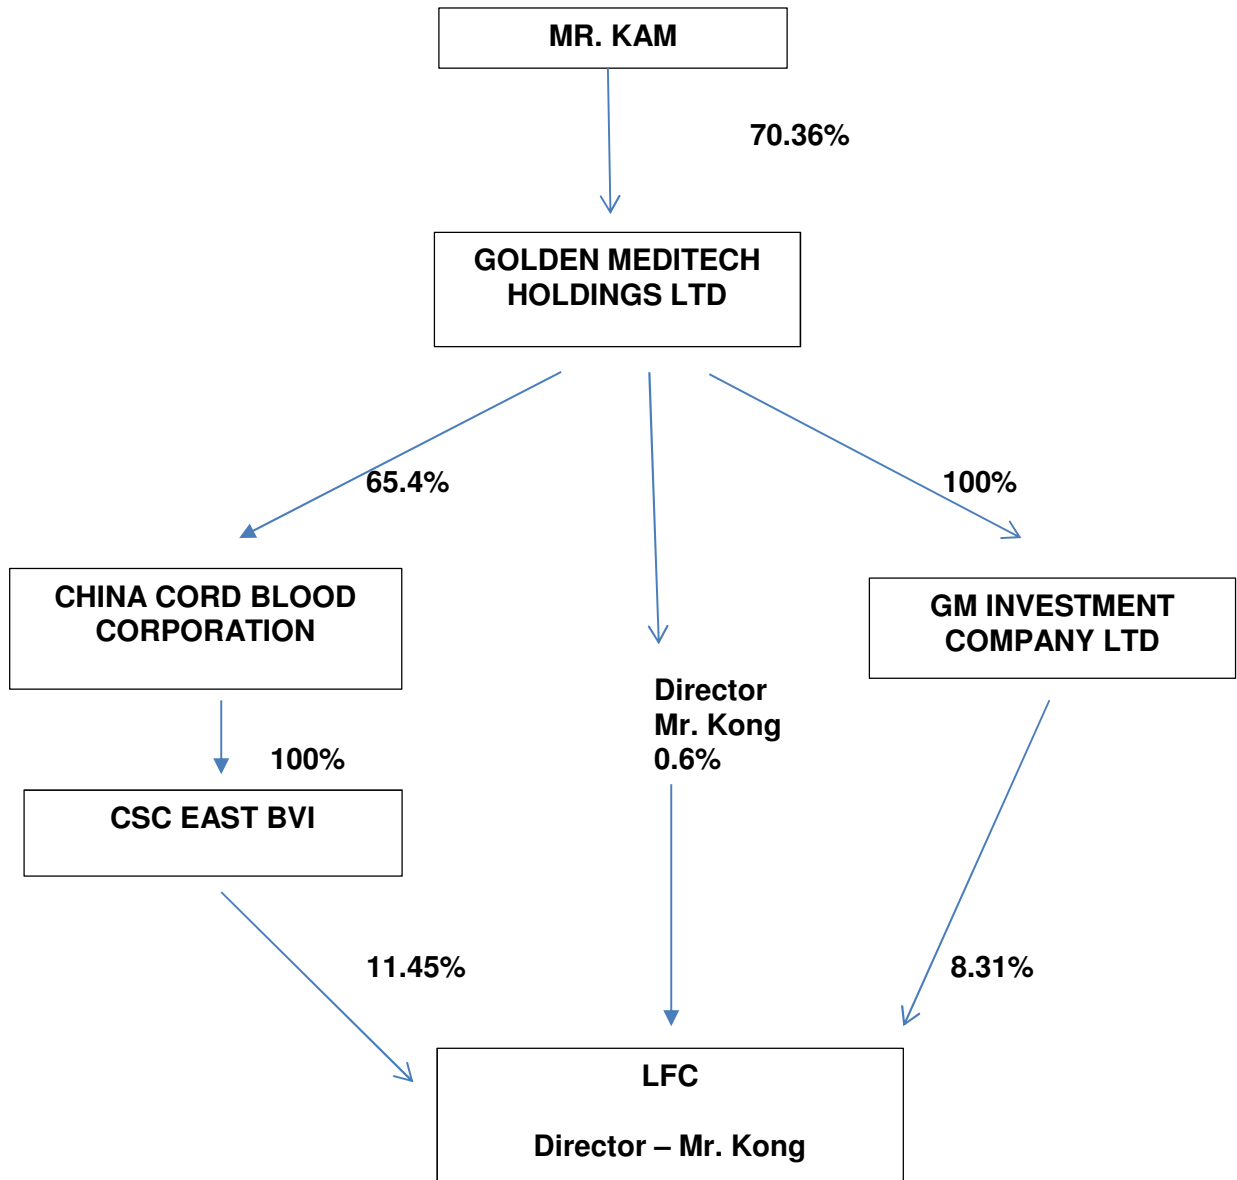 MR. KAM
70.36%
GOLDEN MEDITECH
HOLDINGS LTD
65.4%
100%
CHINA CORD BLOOD
CORPORATION
GM INVESTMENT
COMPANY LTD
Director
Mr. Kong
0.6%
100%
CSC EAST BVI
11.45%
8.31%
LFC
Director – Mr. Kong